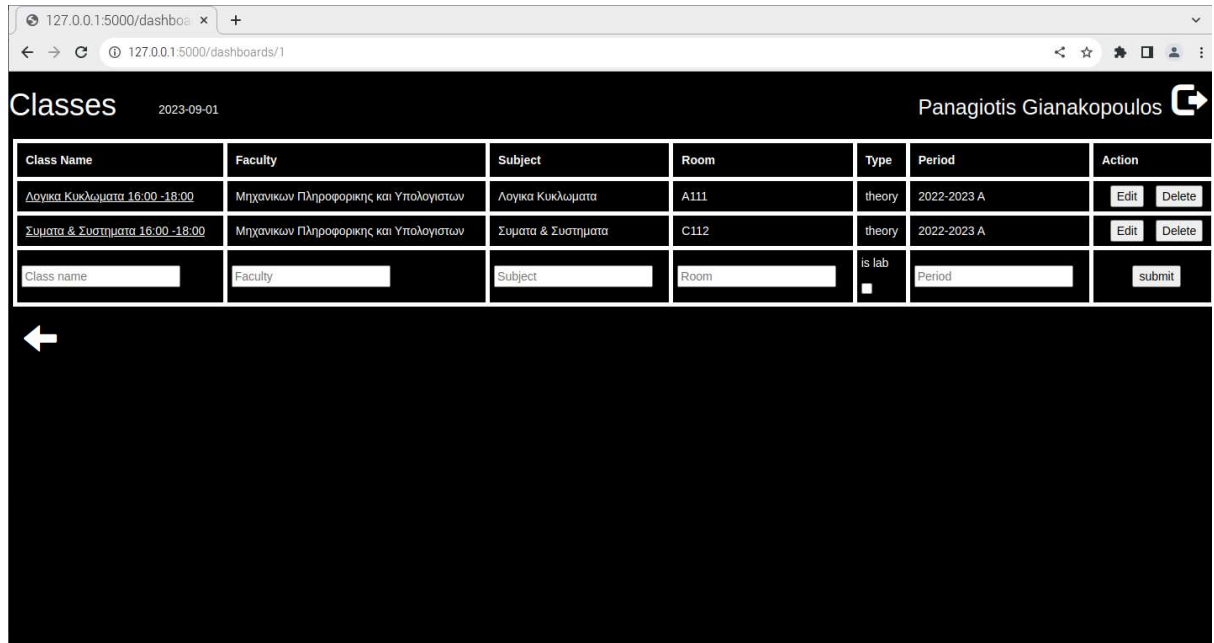 127.0.0.1:5000/dashboa
127.0.0.1:5000/dashboards/1
Classes 2023-09-01 Panagiotis Gianakopoulos
Class Name Faculty Subject Room Type Period Action
Λογικα Κυκλωματα 16:00 -18:00 Μηχανικων Πληροφορικης και Υπολογιστων Λογικα Κυκλωματα A111 theory 2022-2023 A Edit Delete
Συματα & Συστηματα 16:00 -18:00 Μηχανικων Πληροφορικης και Υπολογιστων Συματα & Συστηματα C112 theory 2022-2023 A Edit Delete
is lab
Class name Faculty Subject Room Period submit